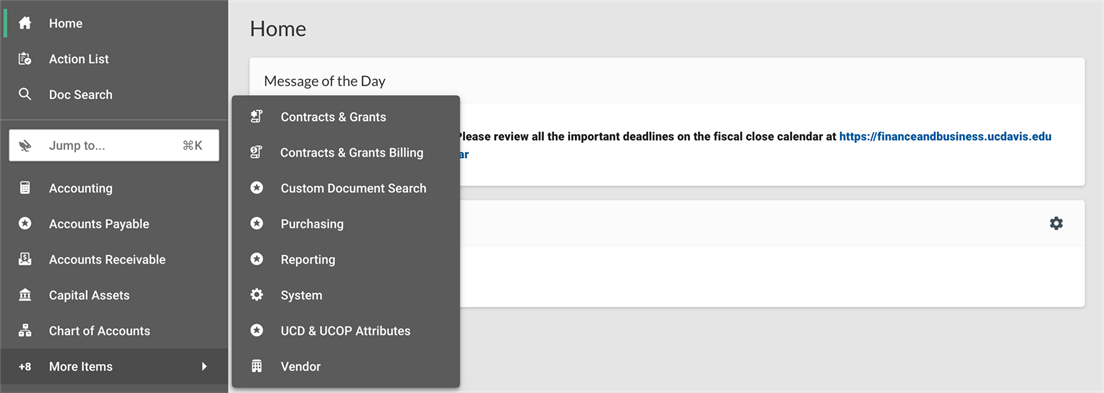 Home
Action List
Doc Search
Jump to... ⌘K
Accounting
Accounts Payable
Accounts Receivable
Capital Assets
Chart of Accounts
+8 More Items
Contracts & Grants
Contracts & Grants Billing
Custom Document Search
Purchasing
Reporting
System
UCD & UCOP Attributes
Vendor
Home
Message of the Day
Please review all the important deadlines on the fiscal close calendar at https://financeandbusiness.ucdavis.edu
ar